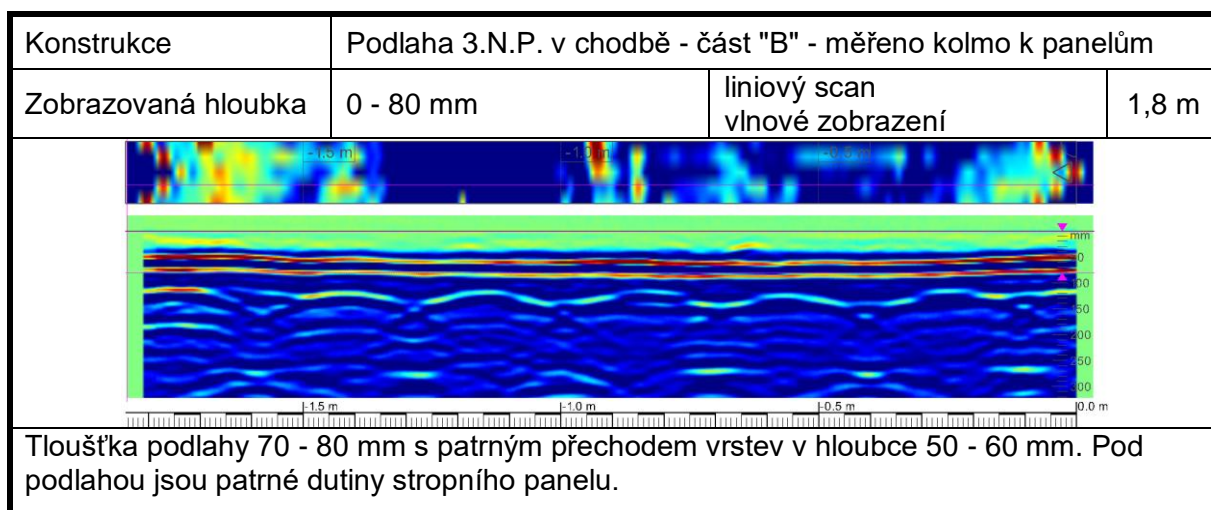 Konstrukce
Podlaha 3.N.P. v chodbě - část "B" - měřeno kolmo k panelům
Zobrazovaná hloubka
0 - 80 mm
liniový scan
vlnové zobrazení
1,8 m
-1.5 m
-1.0 m
-0.5 m
mm
0
100
50
200
250
300
-1.5 m
-1.0 m
-0.5 m
0.0 m
Tloušťka podlahy 70 - 80 mm s patrným přechodem vrstev v hloubce 50 - 60 mm. Pod
podlahou jsou patrné dutiny stropního panelu.